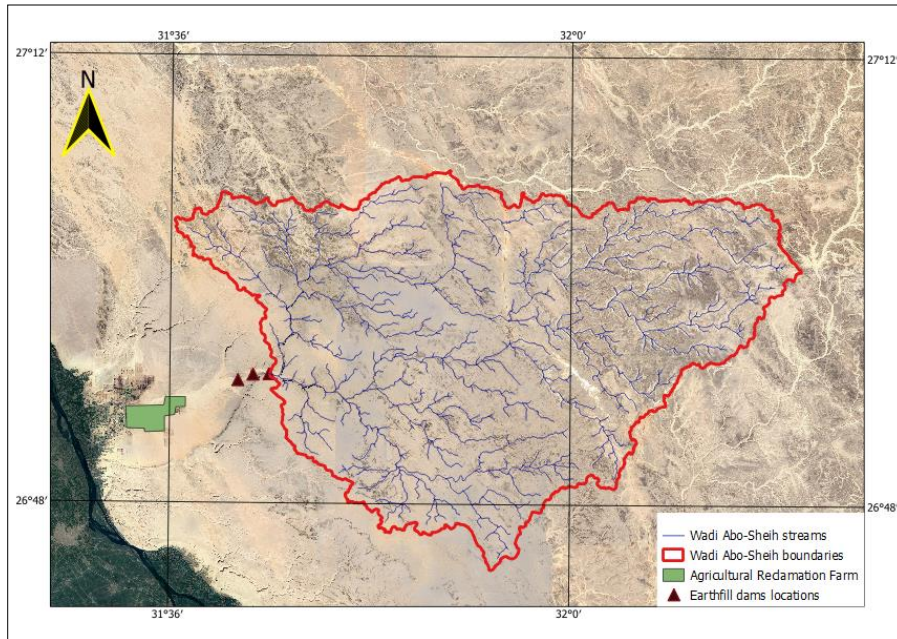 31°36' 32°0'
27°12' 27°12'
N
26°48' 26°48'
Wadi Abo-Sheih streams
Wadi Abo-Sheih boundaries
Agricultural Reclamation Farm
Earthfill dams locations
31°36' 32°0'